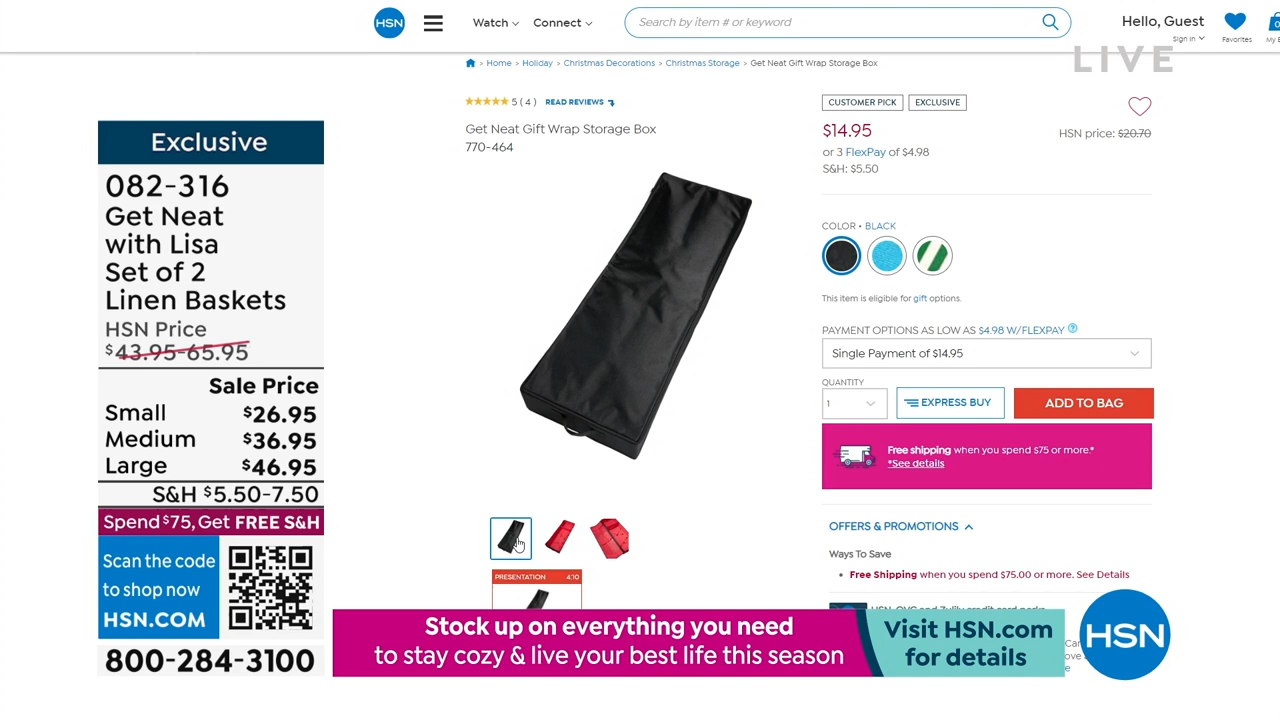 HSN
Watch
Connect
Search by item # or keyword
Hello, Guest
Sign In
Favorites
0
LIVE
> Home > Holiday > Christmas Decorations > Christmas Storage > Get Neat Gift Wrap Storage Box
5 ( 4 ) READ REVIEWS
Get Neat Gift Wrap Storage Box
770-464
CUSTOMER PICK
EXCLUSIVE
$14.95
HSN price: $20.70
or 3 FlexPay of $4.98
S&H: $5.50
COLOR • BLACK
This item is eligible for gift options.
PAYMENT OPTIONS AS LOW AS $4.98 W/FLEXPAY ?
Single Payment of $14.95
QUANTITY
1
EXPRESS BUY
ADD TO BAG
Free shipping when you spend $75 or more.*
*See details
OFFERS & PROMOTIONS
Ways To Save
• Free Shipping when you spend $75.00 or more. See Details
PRESENTATION 4:10
Exclusive
082-316
Get Neat
with Lisa
Set of 2
Linen Baskets
HSN Price
$43.95-65.95
Sale Price
Small $26.95
Medium $36.95
Large $46.95
S&H $5.50-7.50
Spend $75, Get FREE S&H
Scan the code
to shop now
HSN.COM
800-284-3100
Stock up on everything you need
to stay cozy & live your best life this season
Visit HSN.com
for details
HSN